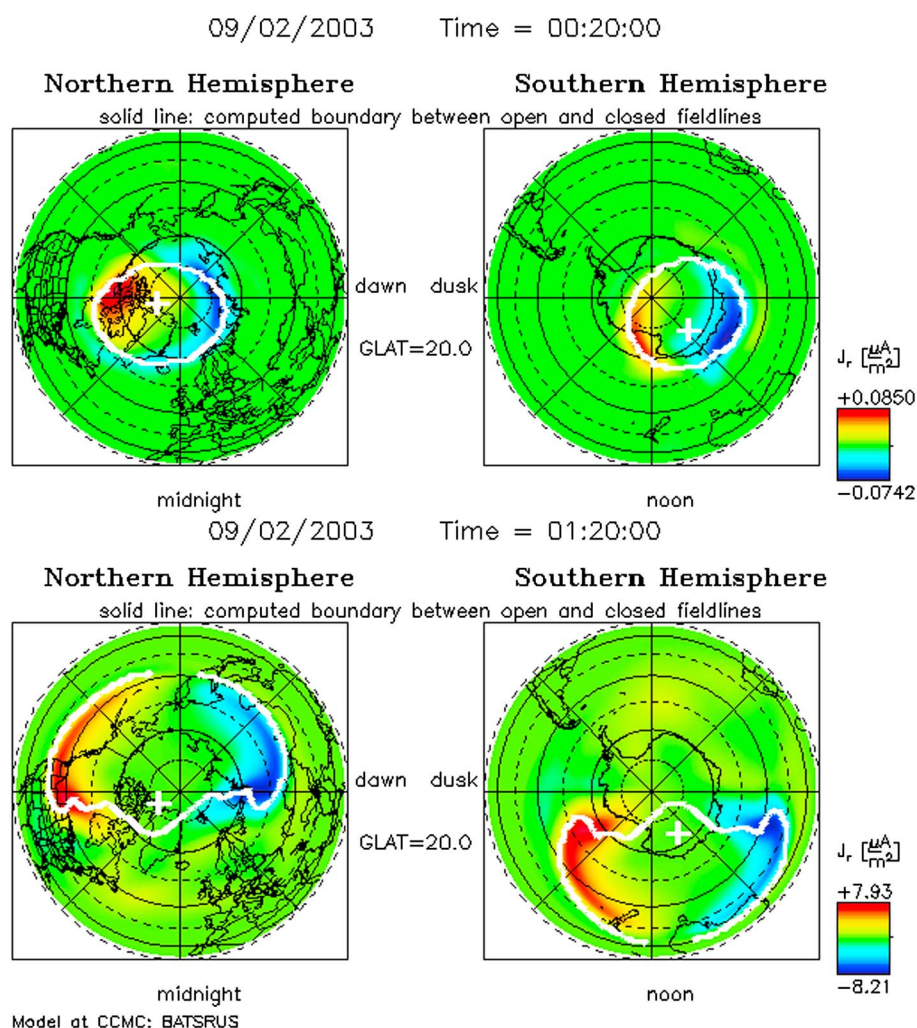 09/02/2003 Time = 00:20:00
Northern Hemisphere Southern Hemisphere
solid line: computed boundary between open and closed fieldlines
dawn dusk
GLAT=20.0
J_r [μA/m²]
+0.0850
-0.0742
midnight noon
09/02/2003 Time = 01:20:00
Northern Hemisphere Southern Hemisphere
solid line: computed boundary between open and closed fieldlines
dawn dusk
GLAT=20.0
J_r [μA/m²]
+7.93
-8.21
midnight noon
Model at CCMC: BATSRUS